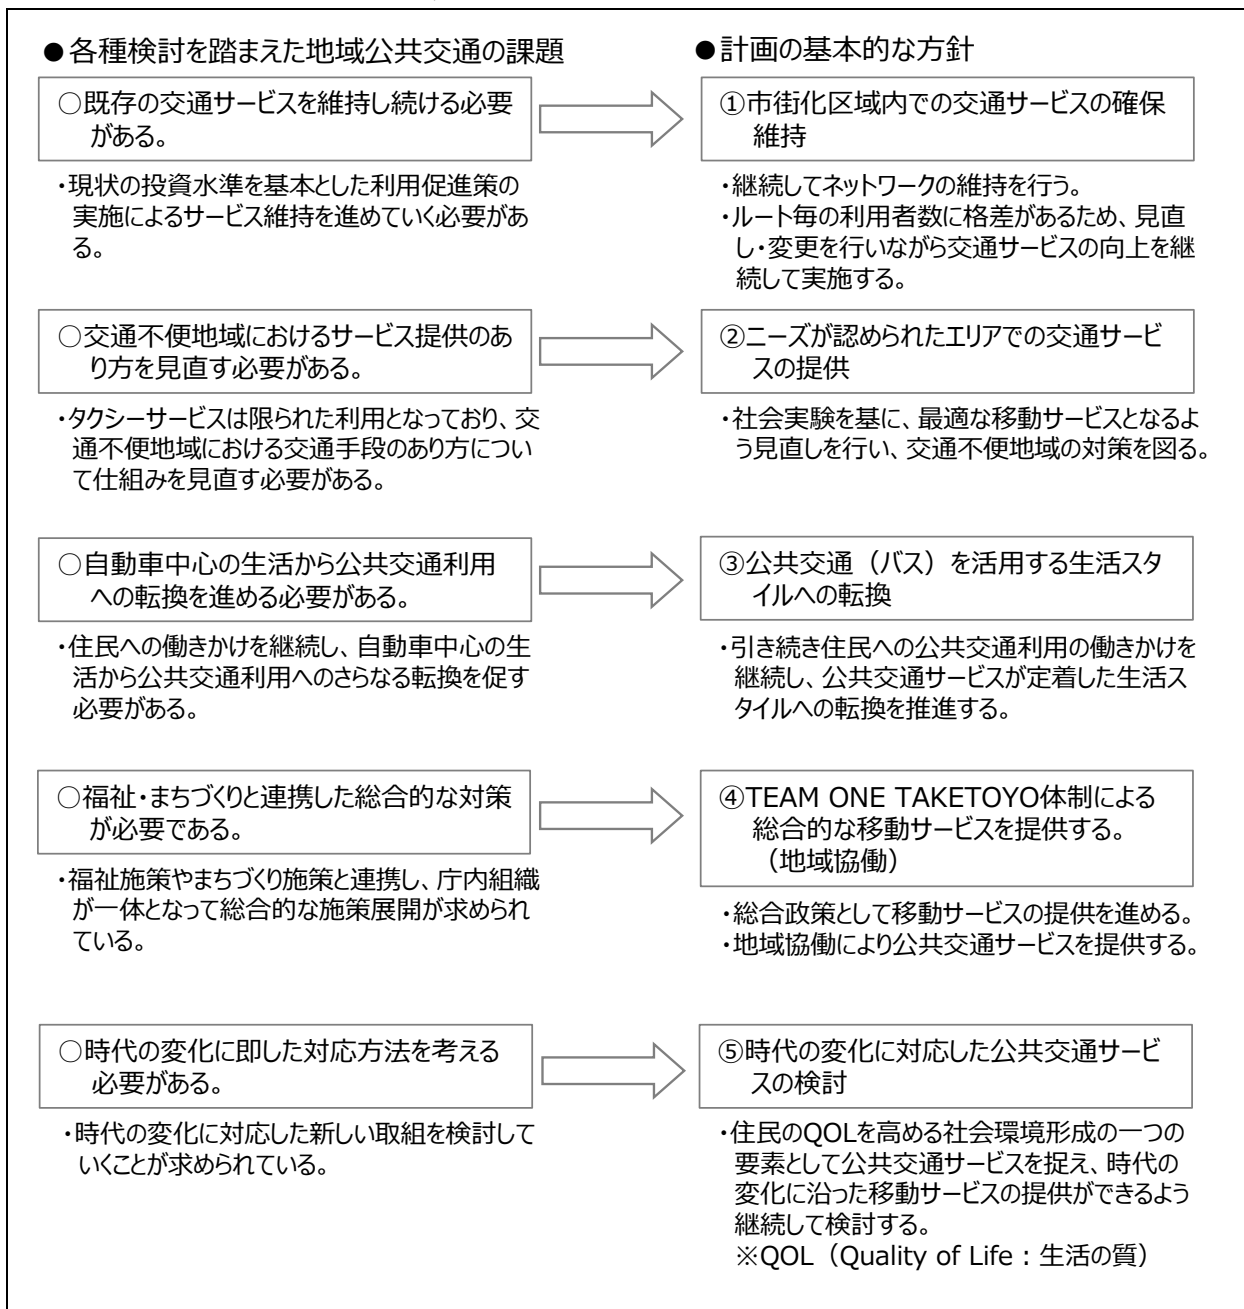 ●各種検討を踏まえた地域公共交通の課題
●計画の基本的な方針
○既存の交通サービスを維持し続ける必要
がある。
①市街化区域内での交通サービスの確保
維持
・現状の投資水準を基本とした利用促進策の
実施によるサービス維持を進めていく必要があ
る。
・継続してネットワークの維持を行う。
・ルート毎の利用者数に格差があるため、見直
し・変更を行いながら交通サービスの向上を継
続して実施する。
○交通不便地域におけるサービス提供のあ
り方を見直す必要がある。
②ニーズが認められたエリアでの交通サービ
スの提供
・タクシーサービスは限られた利用となっており、交
通不便地域における交通手段のあり方につい
て仕組みを見直す必要がある。
・社会実験を基に、最適な移動サービスとなるよ
う見直しを行い、交通不便地域の対策を図る。
○自動車中心の生活から公共交通利用
への転換を進める必要がある。
③公共交通（バス）を活用する生活スタ
イルへの転換
・住民への働きかけを継続し、自動車中心の生
活から公共交通利用へのさらなる転換を促す
必要がある。
・引き続き住民への公共交通利用の働きかけを
継続し、公共交通サービスが定着した生活ス
タイルへの転換を推進する。
○福祉・まちづくりと連携した総合的な対策
が必要である。
④TEAM ONE TAKETOYO体制による
総合的な移動サービスを提供する。
（地域協働）
・福祉施策やまちづくり施策と連携し、庁内組織
が一体となって総合的な施策展開が求められ
ている。
・総合政策として移動サービスの提供を進める。
・地域協働により公共交通サービスを提供する。
○時代の変化に即した対応方法を考える
必要がある。
⑤時代の変化に対応した公共交通サービ
スの検討
・時代の変化に対応した新しい取組を検討して
いくことが求められている。
・住民のQOLを高める社会環境形成の一つの
要素として公共交通サービスを捉え、時代の
変化に沿った移動サービスの提供ができるよう
継続して検討する。
※QOL（Quality of Life：生活の質）